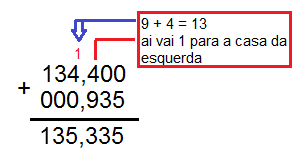 9 + 4 = 13
ai vai 1 para a casa da
esquerda
1
134,400
+ 000,935
135,335